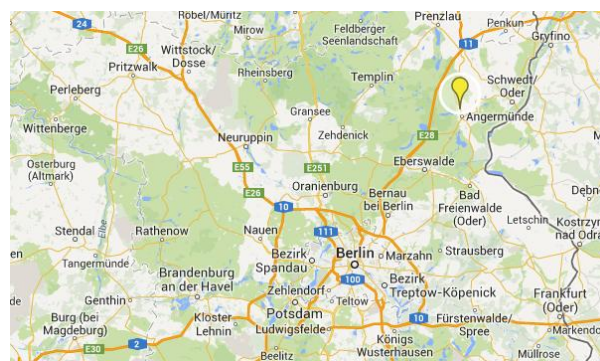 Röbel/Müritz
Mirow
Feldberger
Seenlandschaft
Prenzlau
Penkun
Gryfino
24
E26
Wittstock/
Dosse
11
Pritzwalk
Rheinsberg
Templin
Schwedt/
Oder
Perleberg
Gransee
Angermünde
Wittenberge
Zehdenick
Neuruppin
E28
Osterburg
(Altmark)
E55
E251
Eberswalde
E26
Oranienburg
Bernau
bei Berlin
Bad
Freienwalde
(Oder)
Dębno
10
Letschin
Kostrzyn
nad Odr
Stendal
Elbe
Rathenow
Nauen
111
Bezirk
Spandau
Berlin
Marzahn
Strausberg
Tangermünde
Brandenburg
an der Havel
100
Bezirk
Treptow-Köpenick
Zehlendorf
Teltow
Frankfurt
(Oder)
Genthin
Potsdam
Burg (bei
Magdeburg)
Kloster
Lehnin
Ludwigsfelde
10
Fürstenwalde/
Spree
Markendo
E30
2
Beelitz
Königs
Wusterhausen
Müllrose